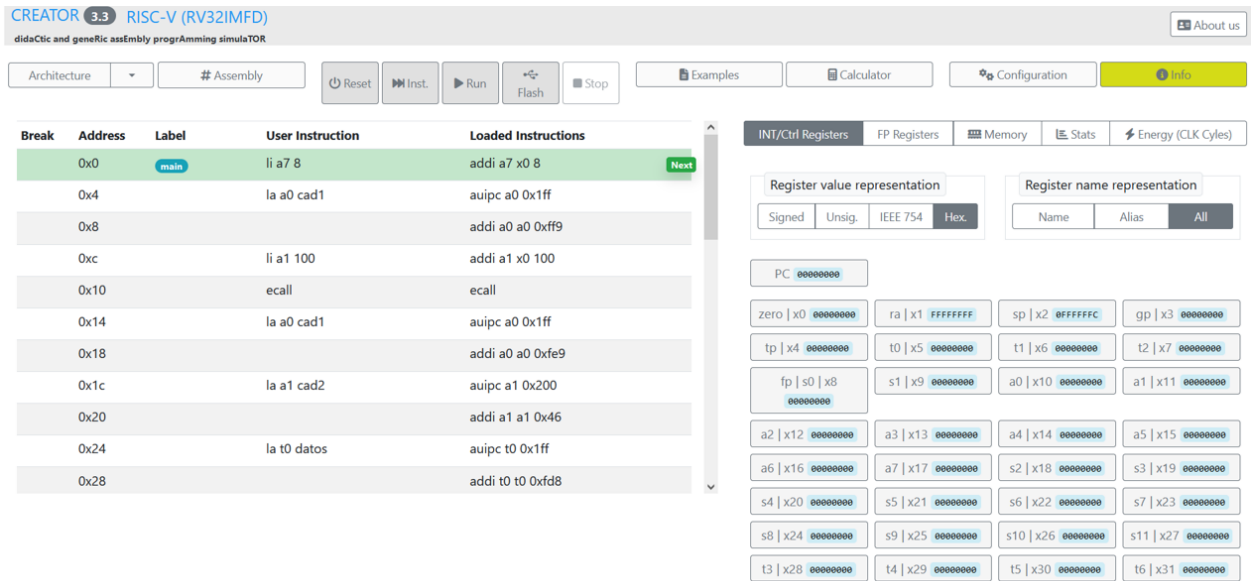 CREATOR 3.3 RISC-V (RV32IMFD)
didaCtic and geneRic assEmbly progrAmming simulaTOR
About us
Architecture
# Assembly
Reset
Inst.
Run
Flash
Stop
Examples
Calculator
Configuration
Info
Break Address Label User Instruction Loaded Instructions
0x0 main li a7 8 addi a7 x0 8 Next
0x4 la a0 cad1 auipc a0 0x1ff
0x8 addi a0 a0 0xff9
0xc li a1 100 addi a1 x0 100
0x10 ecall ecall
0x14 la a0 cad1 auipc a0 0x1ff
0x18 addi a0 a0 0xfe9
0x1c la a1 cad2 auipc a1 0x200
0x20 addi a1 a1 0x46
0x24 la t0 datos auipc t0 0x1ff
0x28 addi t0 t0 0xfd8
INT/Ctrl Registers FP Registers Memory Stats Energy (CLK Cyles)
Register value representation
Signed Unsig. IEEE 754 Hex.
Register name representation
Name Alias All
PC 00000000
zero | x0 00000000 ra | x1 FFFFFFFF sp | x2 0FFFFFFC gp | x3 00000000
tp | x4 00000000 t0 | x5 00000000 t1 | x6 00000000 t2 | x7 00000000
fp | s0 | x8 00000000 s1 | x9 00000000 a0 | x10 00000000 a1 | x11 00000000
a2 | x12 00000000 a3 | x13 00000000 a4 | x14 00000000 a5 | x15 00000000
a6 | x16 00000000 a7 | x17 00000000 s2 | x18 00000000 s3 | x19 00000000
s4 | x20 00000000 s5 | x21 00000000 s6 | x22 00000000 s7 | x23 00000000
s8 | x24 00000000 s9 | x25 00000000 s10 | x26 00000000 s11 | x27 00000000
t3 | x28 00000000 t4 | x29 00000000 t5 | x30 00000000 t6 | x31 00000000